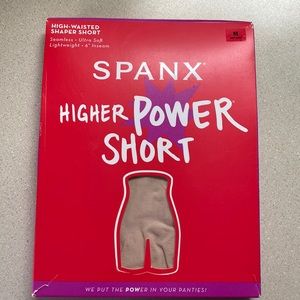 HIGH-WAISTED
SHAPER SHORT
Seamless • Ultra Soft
Lightweight • 6" Inseam
M
SPANX®
HIGHER POWER
SHORT
WE PUT THE POWER IN YOUR PANTIES!